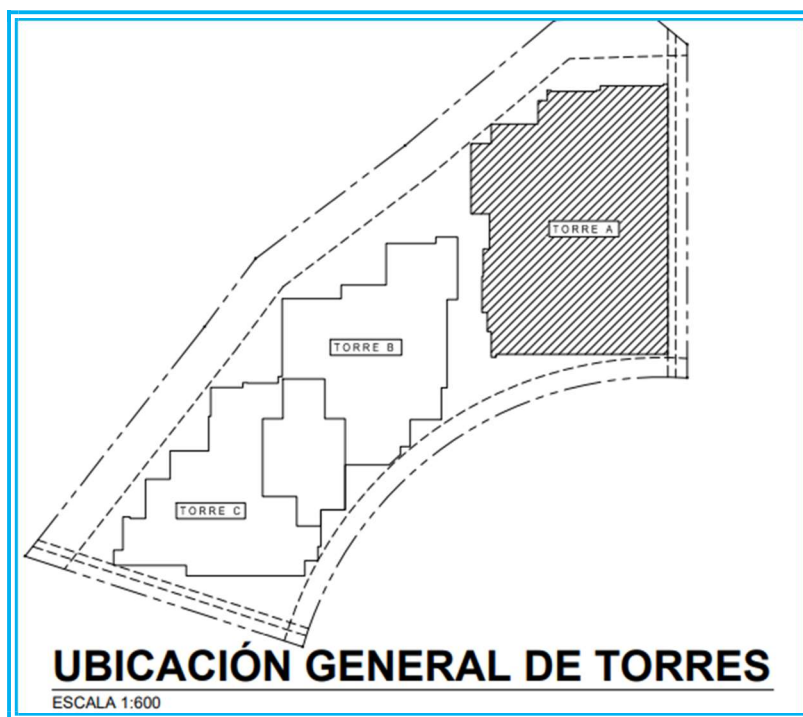 TORRE A
TORRE B
TORRE C
UBICACIÓN GENERAL DE TORRES
ESCALA 1:600